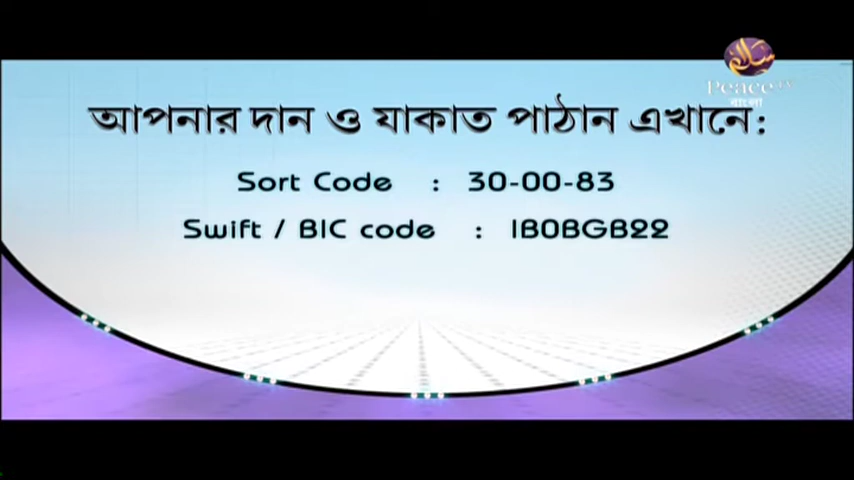 Peace TV
বাংলা
আপনার দান ও যাকাত পাঠান এখানে:
Sort Code : 30-00-83
Swift / BIC code : IBOBGB22